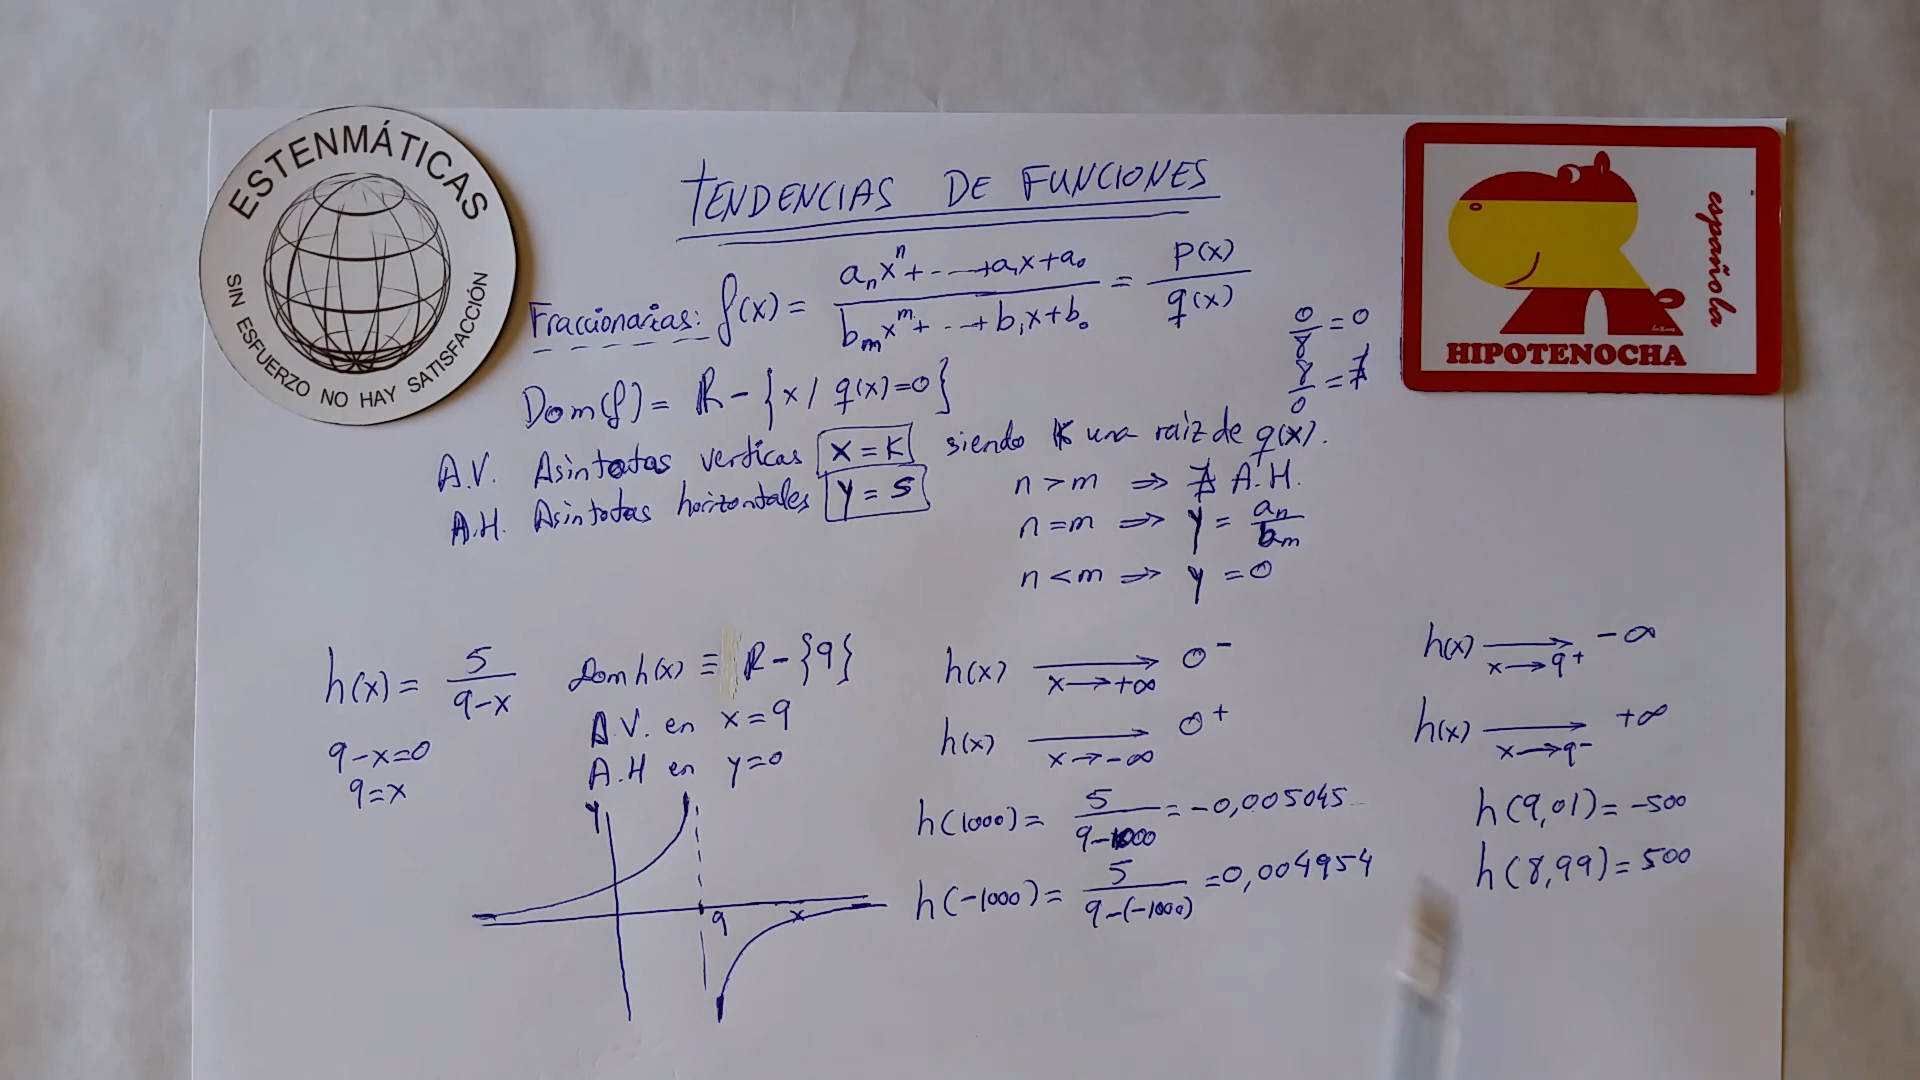 ESTENMÁTICAS
SIN ESFUERZO NO HAY SATISFACCIÓN
TENDENCIAS DE FUNCIONES
española
HIPOTENOCHA
Fraccionarias: f(x) = (aₙxⁿ + ··· + a₁x + a₀)/(bₘxᵐ + ··· + b₁x + b₀) = P(x)/q(x)
0/8 = 0
8/0 = ∄
Dom(f) = ℝ - {x / q(x)=0}
A.V. Asintotas verticas x = K siendo K una raiz de q(x).
A.H. Asintotas horizontales y = s
n > m ⇒ ∄ A.H.
n = m ⇒ y = aₙ/bₘ
n < m ⇒ y = 0
h(x) = 5/(9-x)
9-x=0
9=x
Dom h(x) ≡ ℝ - {9}
A.V. en x=9
A.H en y=0
y
9
x
h(x) → 0⁻
x→+∞
h(x) → 0⁺
x→-∞
h(1000) = 5/(9-1000) = -0,005045
h(-1000) = 5/(9-(-1000)) = 0,004954
h(x) → -∞
x→9+
h(x) → +∞
x→9-
h(9,01) = -500
h(8,99) = 500